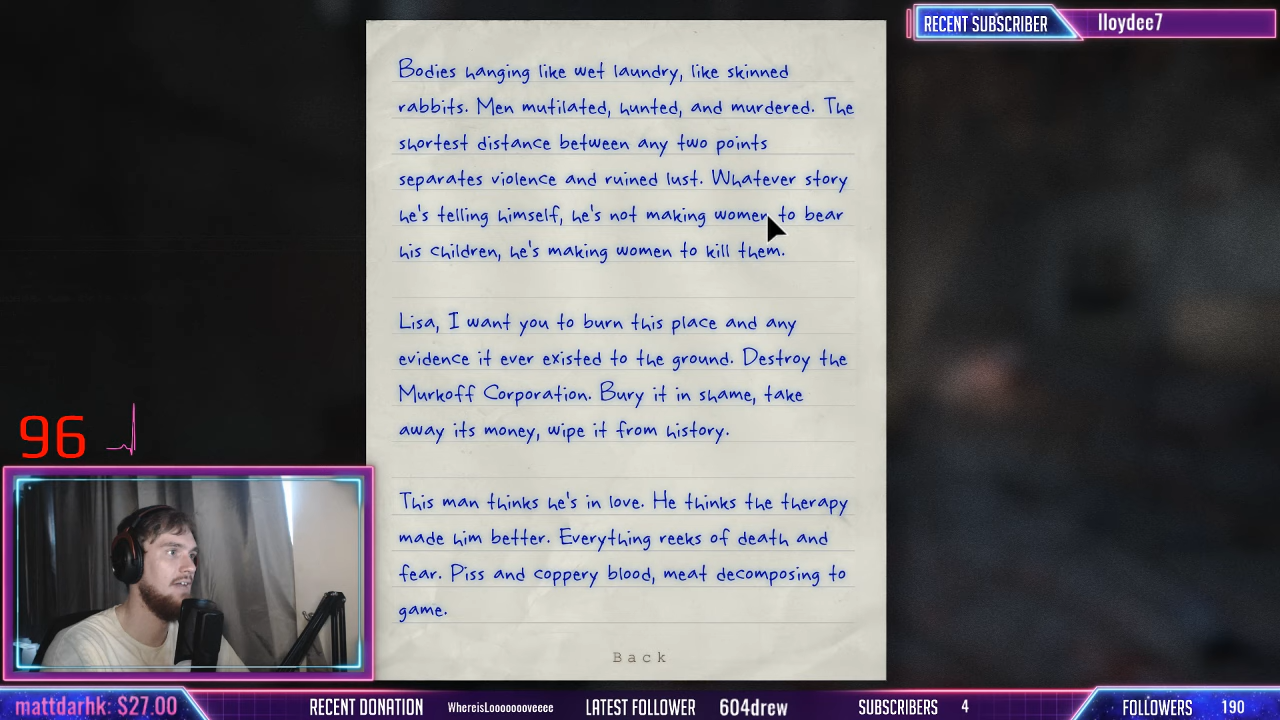 RECENT SUBSCRIBER
lloydee7
Bodies hanging like wet laundry, like skinned
rabbits. Men mutilated, hunted, and murdered. The
shortest distance between any two points
separates violence and ruined lust. Whatever story
he's telling himself, he's not making women to bear
his children, he's making women to kill them.
Lisa, I want you to burn this place and any
evidence it ever existed to the ground. Destroy the
Murkoff Corporation. Bury it in shame, take
away its money, wipe it from history.
This man thinks he's in love. He thinks the therapy
made him better. Everything reeks of death and
fear. Piss and coppery blood, meat decomposing to
game.
Back
96
mattdarhk: $27.00
RECENT DONATION
WhereisLoooooooveeee
LATEST FOLLOWER
604drew
SUBSCRIBERS
4
FOLLOWERS
190